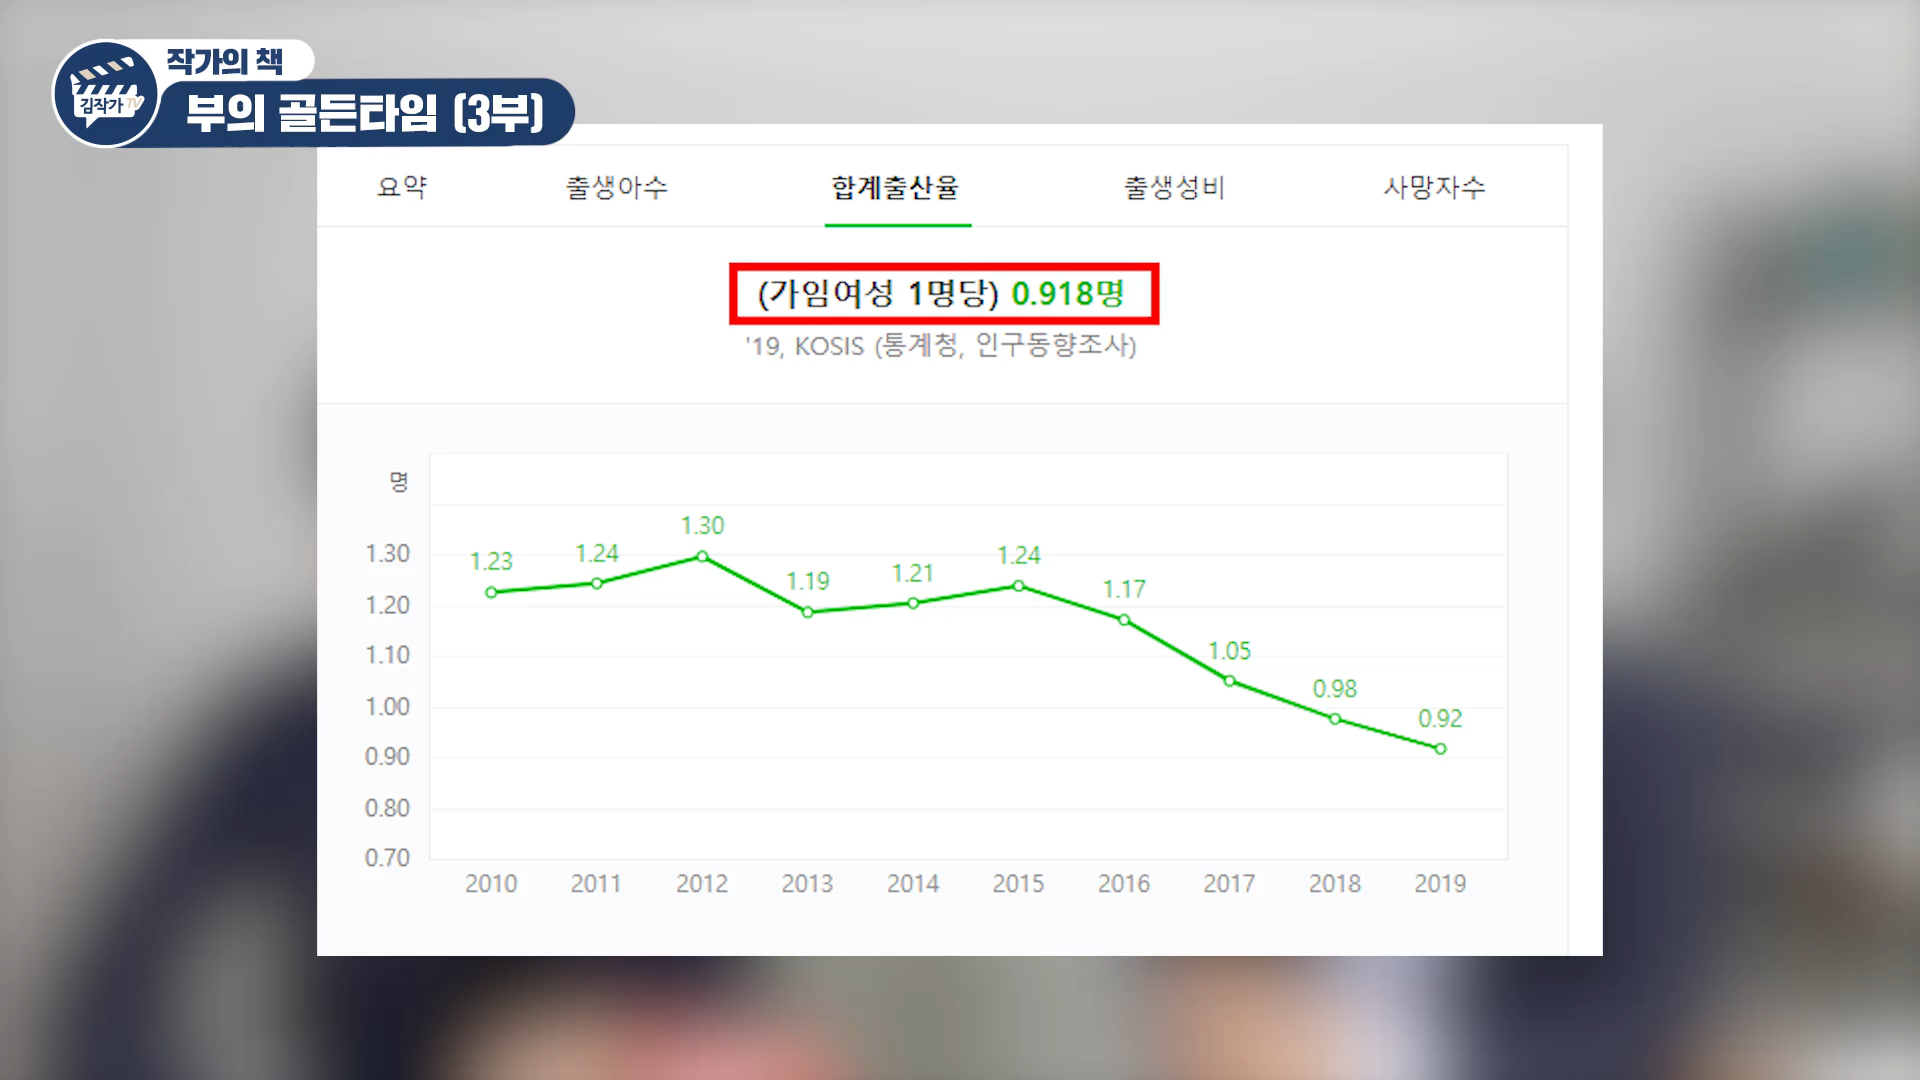 작가의 책
김작가 TV
부의 골든타임 (3부)
요약 출생아수 합계출산율 출생성비 사망자수
(가임여성 1명당) 0.918명
'19, KOSIS (통계청, 인구동향조사)
명
1.30
1.20
1.10
1.00
0.90
0.80
0.70
1.23 1.24 1.30 1.19 1.21 1.24 1.17 1.05 0.98 0.92
2010 2011 2012 2013 2014 2015 2016 2017 2018 2019